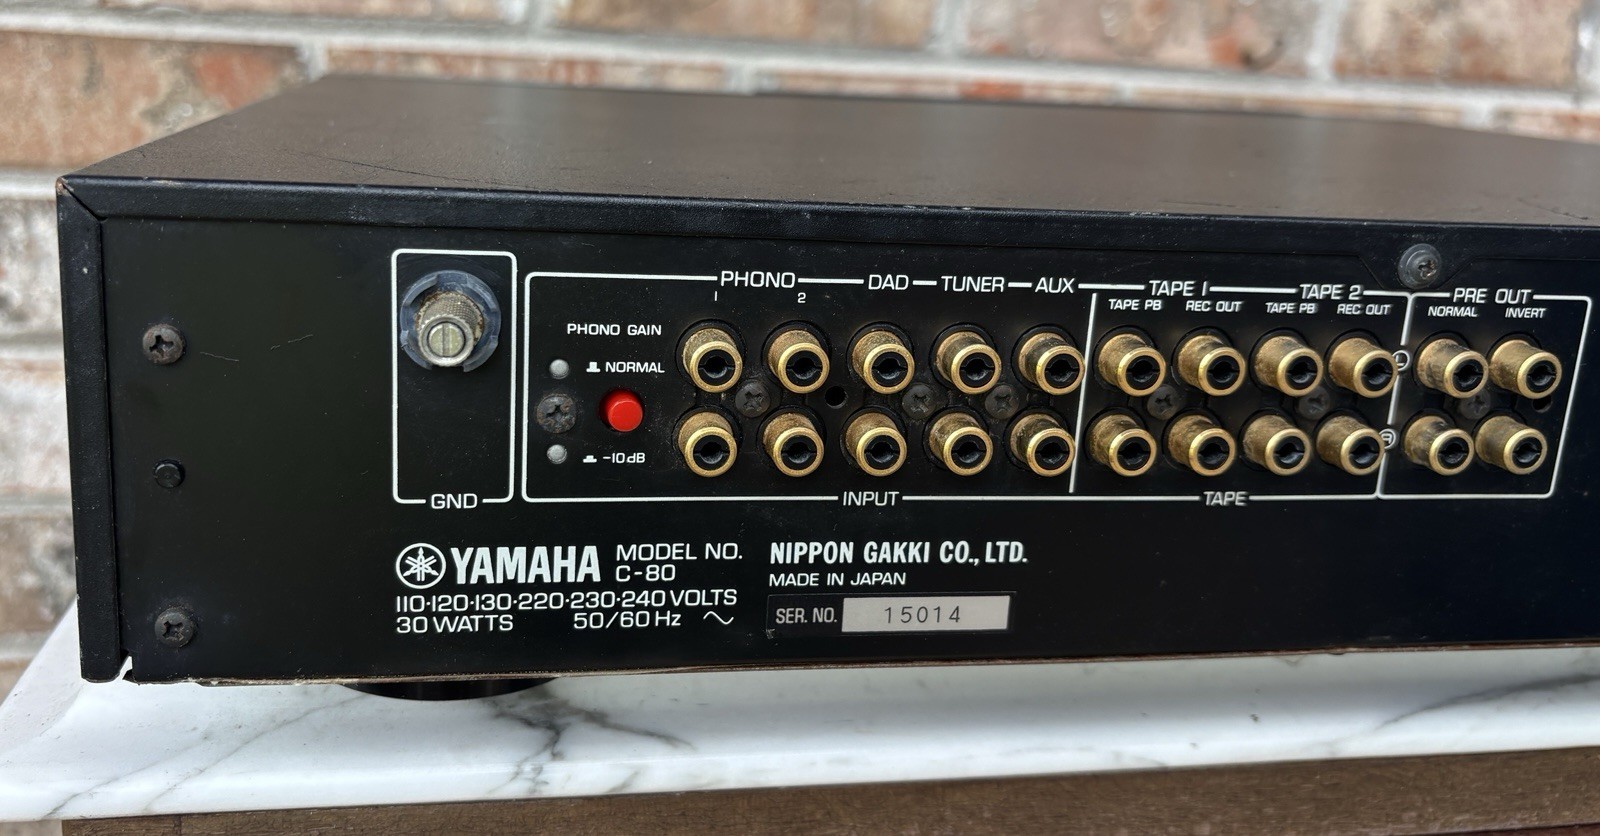 PHONO DAD TUNER AUX TAPE 1 TAPE 2 PRE OUT
1 2 TAPE PB REC OUT TAPE PB REC OUT NORMAL INVERT
PHONO GAIN
NORMAL
L
-10dB
R
GND
INPUT TAPE
YAMAHA
MODEL NO.
C-80
110·120·130·220·230·240 VOLTS
30 WATTS 50/60 Hz
NIPPON GAKKI CO., LTD.
MADE IN JAPAN
SER. NO. 15014